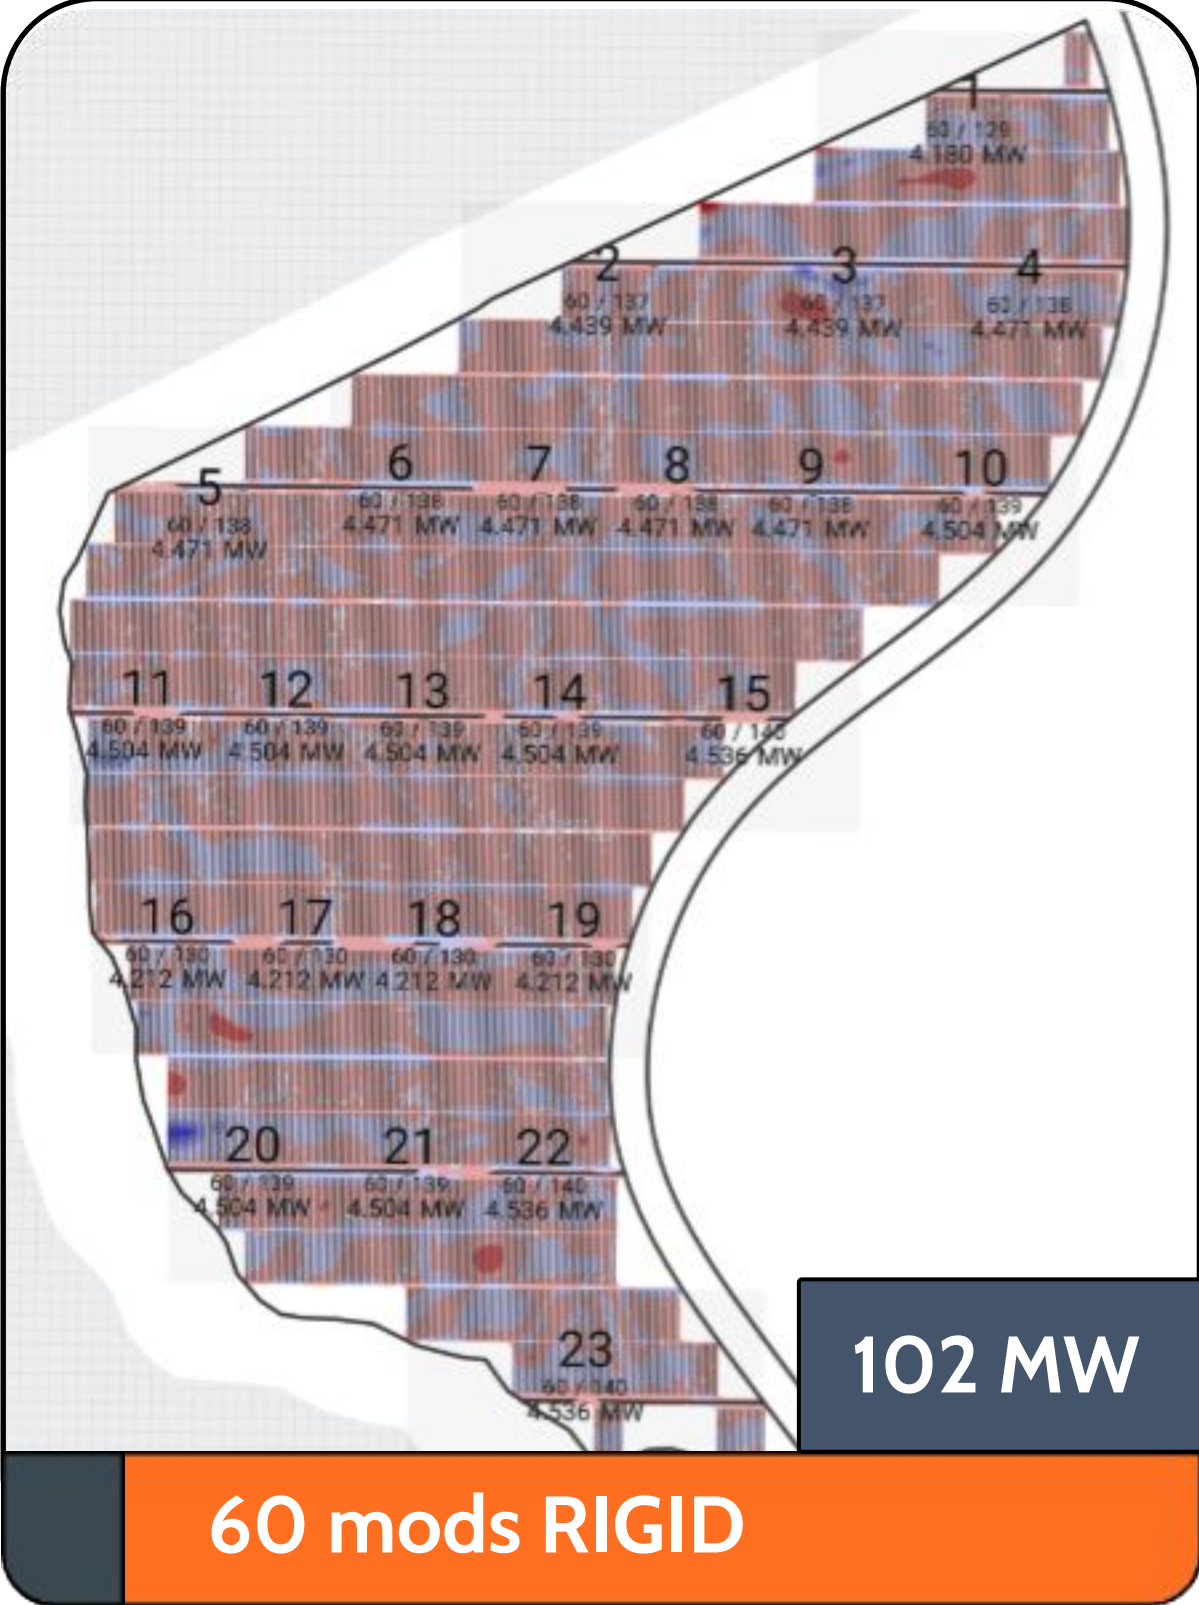 1
60 / 129
4.180 MW
2
60 / 137
4.439 MW
3
60 / 137
4.439 MW
4
60 / 138
4.471 MW
5
60 / 138
4.471 MW
6
60 / 138
4.471 MW
7
60 / 138
4.471 MW
8
60 / 138
4.471 MW
9
60 / 138
4.471 MW
10
60 / 139
4.504 MW
11
60 / 139
4.504 MW
12
60 / 139
4.504 MW
13
60 / 139
4.504 MW
14
60 / 139
4.504 MW
15
60 / 140
4.536 MW
16
60 / 130
4.212 MW
17
60 / 130
4.212 MW
18
60 / 130
4.212 MW
19
60 / 130
4.212 MW
20
60 / 139
4.504 MW
21
60 / 139
4.504 MW
22
60 / 140
4.536 MW
23
60 / 140
4.536 MW
102 MW
60 mods RIGID